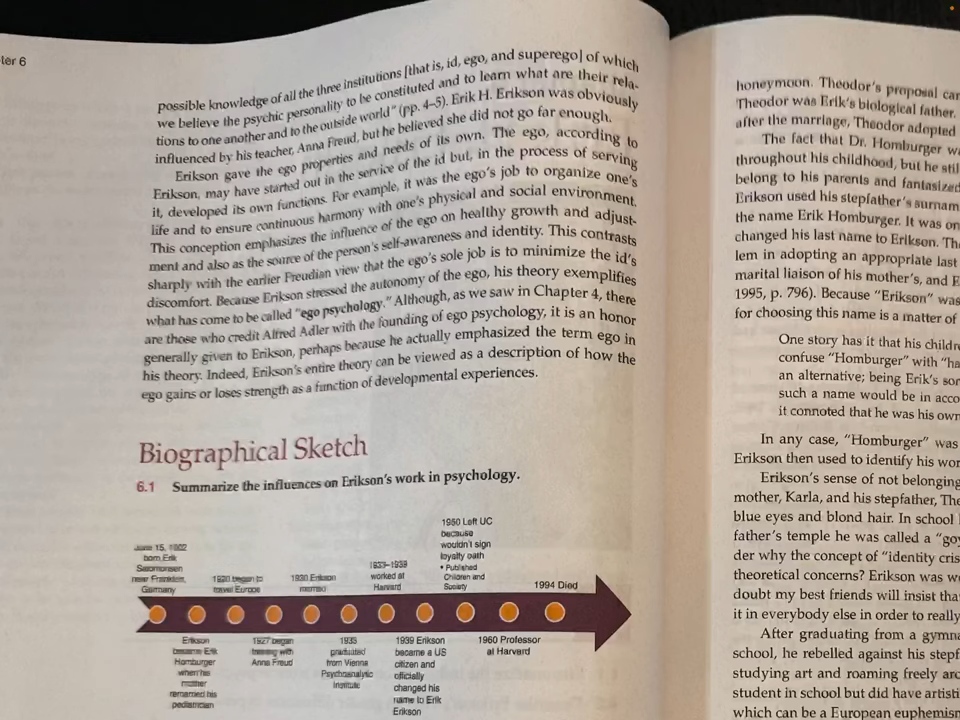 ter 6
possible knowledge of all the three institutions [that is, id, ego, and superego] of which
we believe the psychic personality to be constituted and to learn what are their rela-
tions to one another and to the outside world" (pp. 4–5). Erik H. Erikson was obviously
influenced by his teacher, Anna Freud, but he believed she did not go far enough.
Erikson gave the ego properties and needs of its own. The ego, according to
Erikson, may have started out in the service of the id but, in the process of serving
it, developed its own functions. For example, it was the ego's job to organize one's
life and to ensure continuous harmony with one's physical and social environment.
This conception emphasizes the influence of the ego on healthy growth and adjust-
ment and also as the source of the person's self-awareness and identity. This contrasts
sharply with the earlier Freudian view that the ego's sole job is to minimize the id's
discomfort. Because Erikson stressed the autonomy of the ego, his theory exemplifies
what has come to be called "ego psychology." Although, as we saw in Chapter 4, there
are those who credit Alfred Adler with the founding of ego psychology, it is an honor
generally given to Erikson, perhaps because he actually emphasized the term ego in
his theory. Indeed, Erikson's entire theory can be viewed as a description of how the
ego gains or loses strength as a function of developmental experiences.
Biographical Sketch
6.1 Summarize the influences on Erikson's work in psychology.
June 15, 1902
born Erik
Salomonsen
near Franklin,
Germany
Erikson
became Erik
Homburger
when his
mother
remarried his
pediatrician
1920 began to
travel Europe
1927 began
training with
Anna Freud
1930 Erikson
married
1933
graduated
from Vienna
Psychoanalytic
Institute
1933–1939
worked at
Harvard
1939 Erikson
became a US
citizen and
officially
changed his
name to Erik
Erikson
1950 Left UC
because
wouldn't sign
loyalty oath
• Published
Children and
Society
1960 Professor
at Harvard
1994 Died
honeymoon. Theodor's proposal
Theodor was Erik's biological father.
after the marriage, Theodor adopted
The fact that Dr. Homburger
throughout his childhood, but he
belong to his parents and fantasized
Erikson used his stepfather's
the name Erik Homburger. It was
changed his last name to Erikson.
lem in adopting an appropriate last
marital liaison of his mother's, and
1995, p. 796). Because "Erikson" was
for choosing this name is a matter of
One story has it that his
confuse "Homburger" with
an alternative; being Erik's
such a name would be in
it connoted that he was his own
In any case, "Homburger" was
Erikson then used to identify his
Erikson's sense of not belonging
mother, Karla, and his stepfather,
blue eyes and blond hair. In school
father's temple he was called a
der why the concept of "identity
theoretical concerns? Erikson was
doubt my best friends will insist
it in everybody else in order to really
After graduating from a
school, he rebelled against his
studying art and roaming freely
student in school but did have
which can be a European